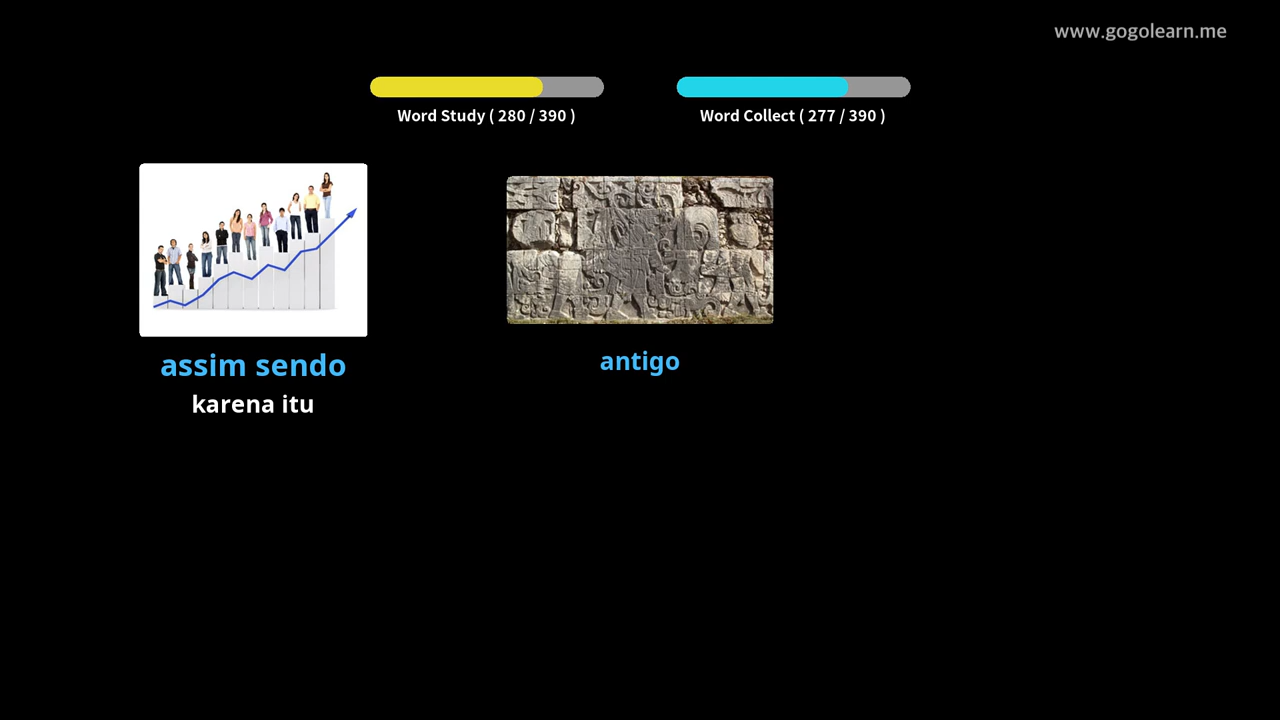 www.gogolearn.me
Word Study ( 280 / 390 )
Word Collect ( 277 / 390 )
assim sendo
karena itu
antigo